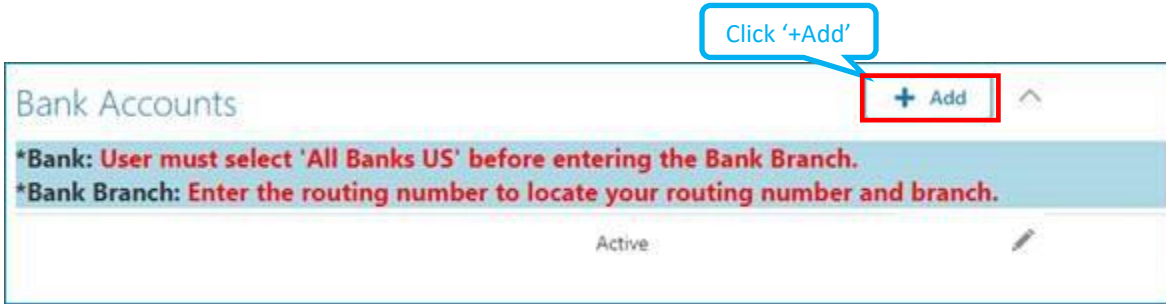 Click ‘+Add’
Bank Accounts
+ Add
*Bank: User must select 'All Banks US' before entering the Bank Branch.
*Bank Branch: Enter the routing number to locate your routing number and branch.
Active